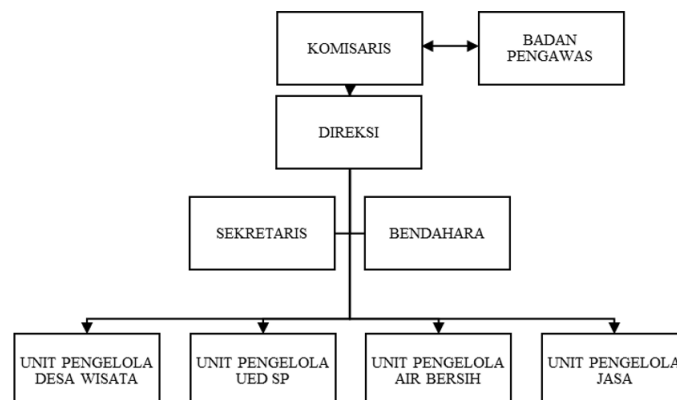 KOMISARIS
BADAN
PENGAWAS
DIREKSI
SEKRETARIS
BENDAHARA
UNIT PENGELOLA
DESA WISATA
UNIT PENGELOLA
UED SP
UNIT PENGELOLA
AIR BERSIH
UNIT PENGELOLA
JASA